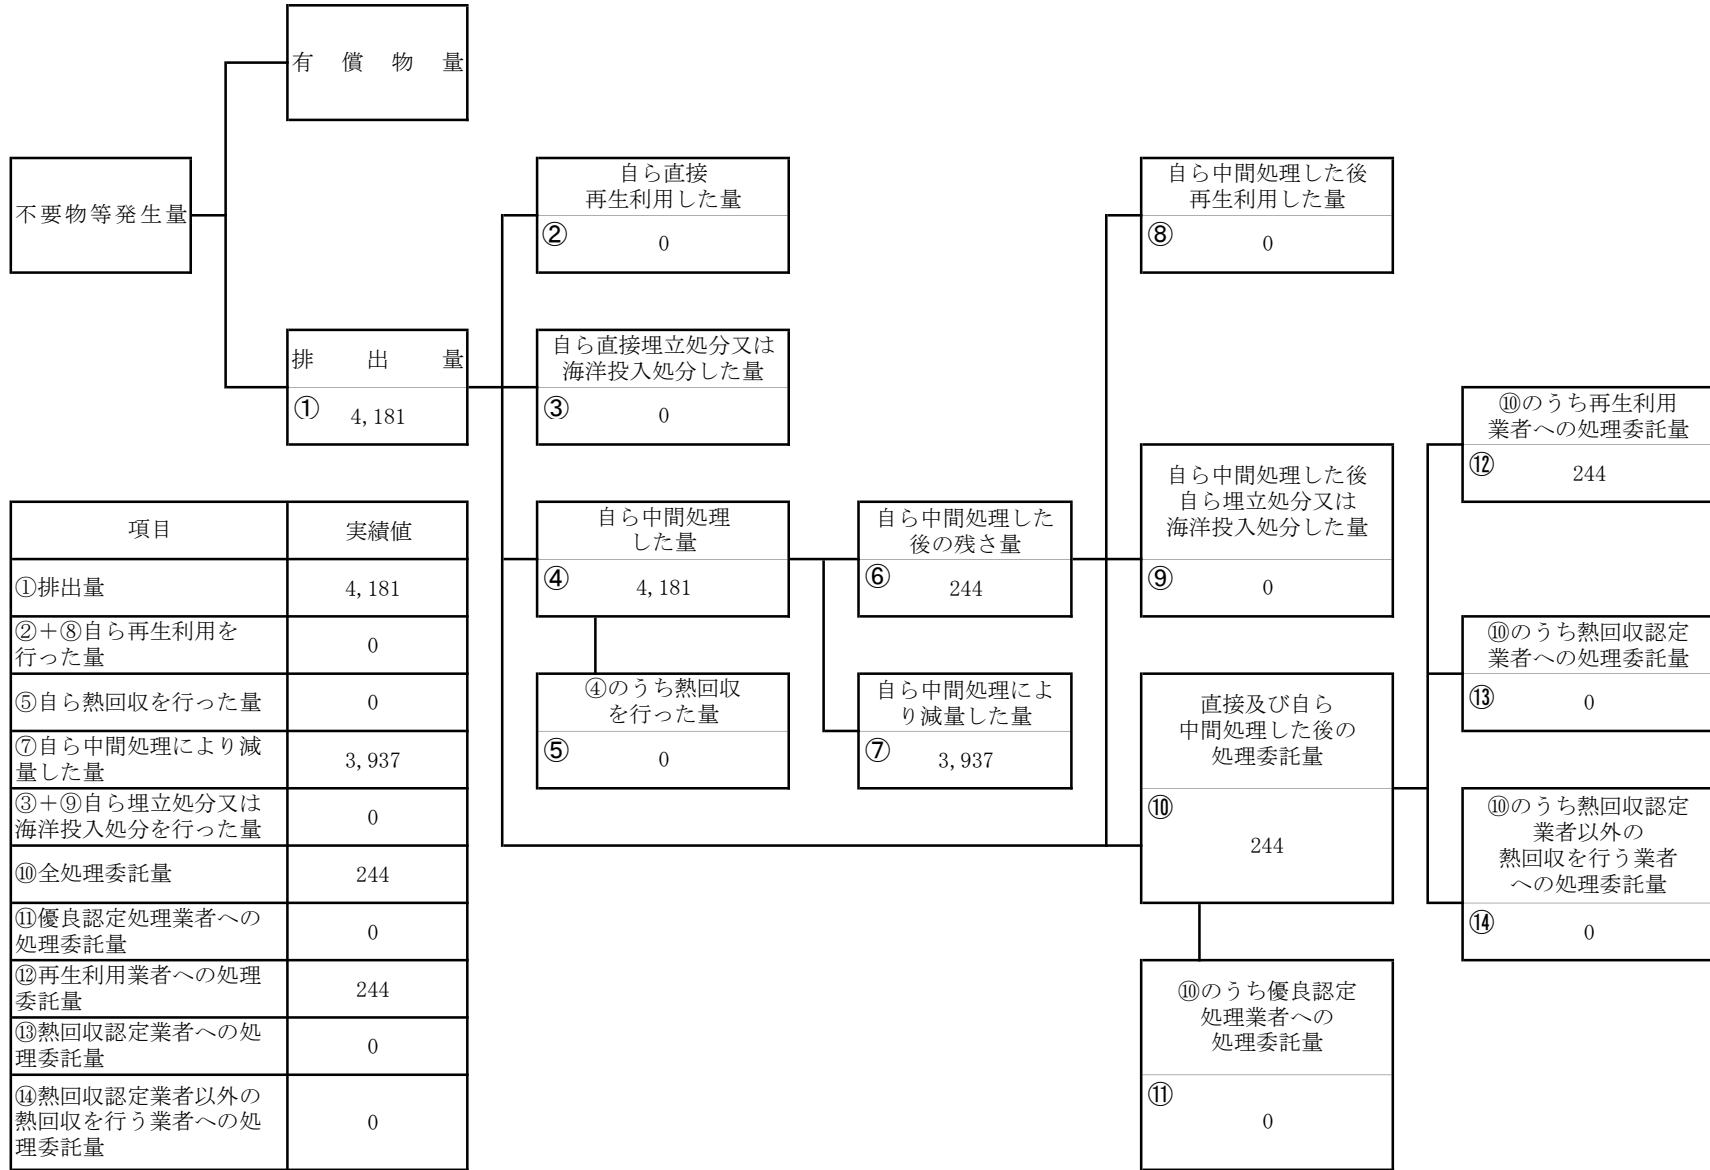 有償物量
不要物等発生量
排出量
① 4,181
自ら直接
再生利用した量
② 0
自ら直接埋立処分又は
海洋投入処分した量
③ 0
自ら中間処理
した量
④ 4,181
④のうち熱回収
を行った量
⑤ 0
自ら中間処理した
後の残さ量
⑥ 244
自ら中間処理によ
り減量した量
⑦ 3,937
自ら中間処理した後
再生利用した量
⑧ 0
自ら中間処理した後
自ら埋立処分又は
海洋投入処分した量
⑨ 0
直接及び自ら
中間処理した後の
処理委託量
⑩
244
⑩のうち優良認定
処理業者への
処理委託量
⑪
0
⑩のうち再生利用
業者への処理委託量
⑫ 244
⑩のうち熱回収認定
業者への処理委託量
⑬ 0
⑩のうち熱回収認定
業者以外の
熱回収を行う業者
への処理委託量
⑭ 0
項目 実績値
①排出量 4,181
②＋⑧自ら再生利用を
行った量 0
⑤自ら熱回収を行った量 0
⑦自ら中間処理により減
量した量 3,937
③＋⑨自ら埋立処分又は
海洋投入処分を行った量 0
⑩全処理委託量 244
⑪優良認定処理業者への
処理委託量 0
⑫再生利用業者への処理
委託量 244
⑬熱回収認定業者への処
理委託量 0
⑭熱回収認定業者以外の
熱回収を行う業者への処
理委託量 0